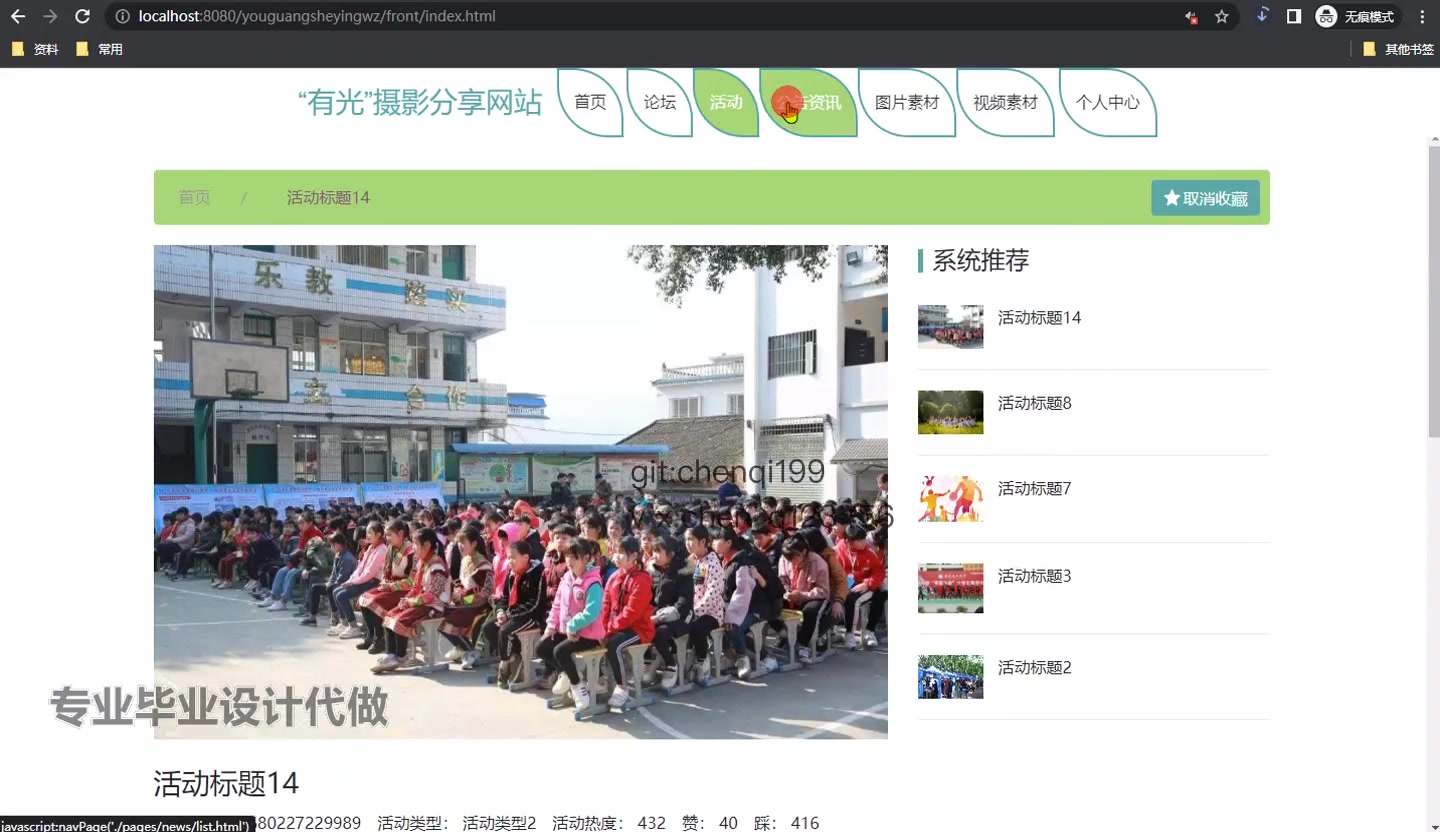 localhost:8080/youguangsheyingwz/front/index.html
无痕模式
资料 常用 其他书签
“有光”摄影分享网站 首页 论坛 活动 公告资讯 图片素材 视频素材 个人中心
首页 / 活动标题14 取消收藏
乐教
合作
系统推荐
活动标题14
活动标题8
活动标题7
活动标题3
活动标题2
git:chenqi199
专业毕业设计代做
活动标题14
80227229989 活动类型： 活动类型2 活动热度： 432 赞： 40 踩： 416
javascript:navPage('./pages/news/list.html')